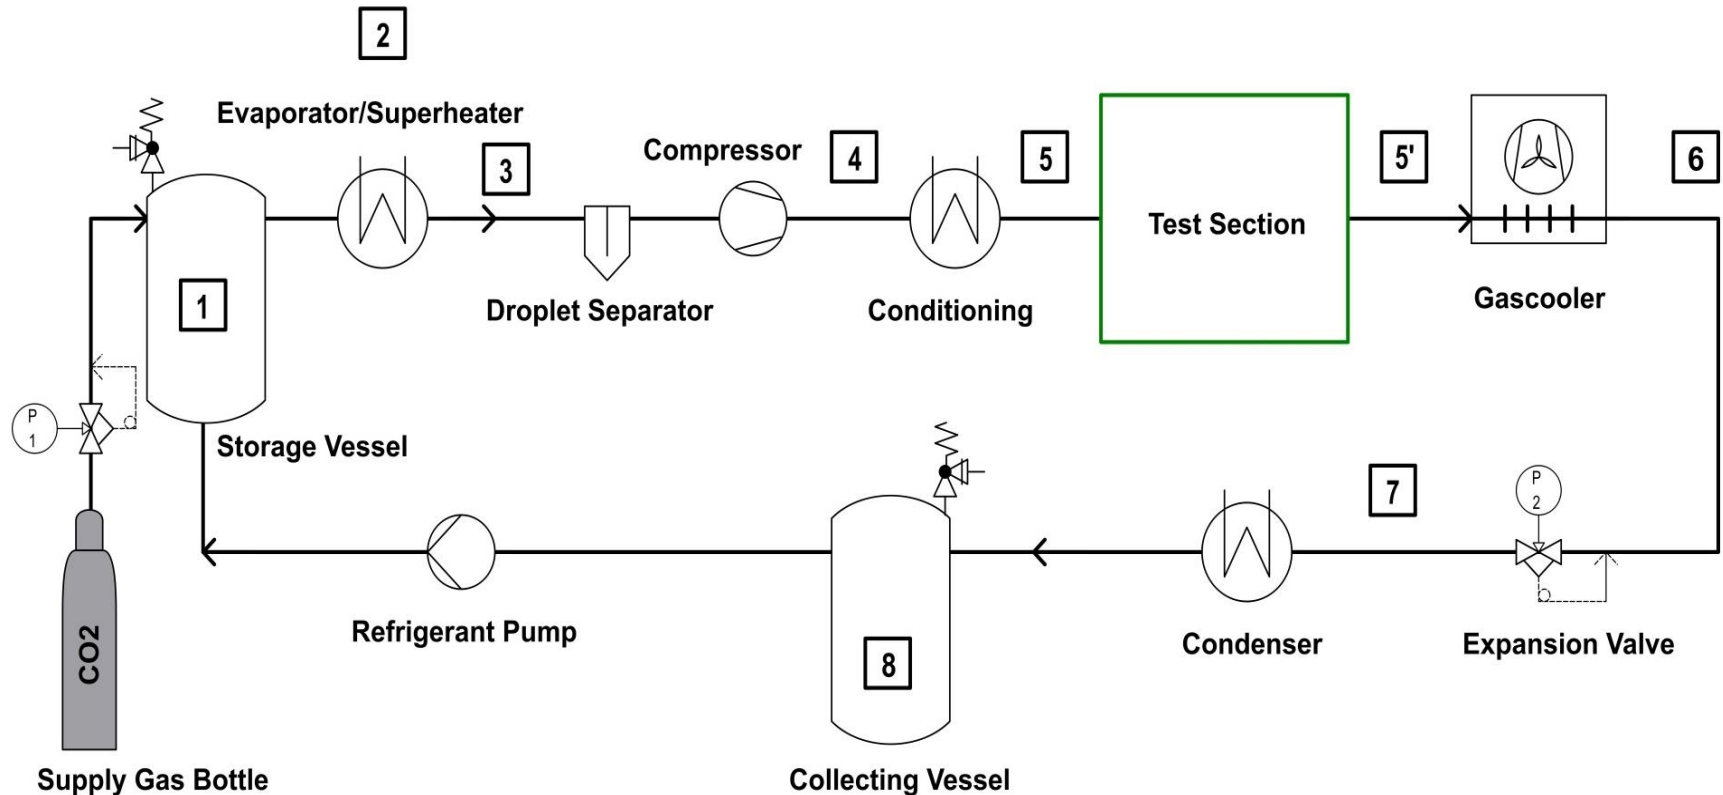 2
Evaporator/Superheater
Compressor
3
4
5
5'
6
Test Section
1
Droplet Separator
Conditioning
Gascooler
P
1
Storage Vessel
7
P
2
Refrigerant Pump
Condenser
Expansion Valve
8
CO2
Supply Gas Bottle
Collecting Vessel